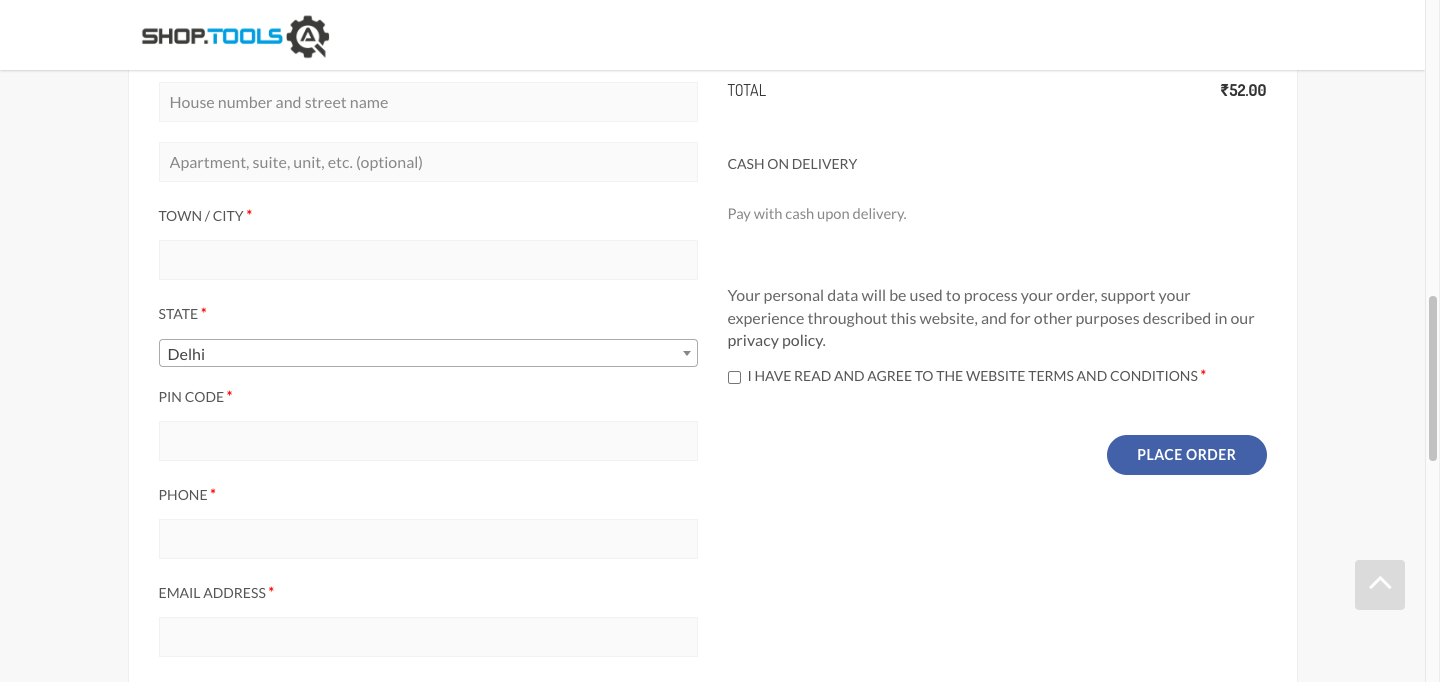 SHOP.TOOLS
House number and street name
Apartment, suite, unit, etc. (optional)
TOWN / CITY *
STATE *
Delhi
PIN CODE *
PHONE *
EMAIL ADDRESS *
TOTAL ₹52.00
CASH ON DELIVERY
Pay with cash upon delivery.
Your personal data will be used to process your order, support your
experience throughout this website, and for other purposes described in our
privacy policy.
I HAVE READ AND AGREE TO THE WEBSITE TERMS AND CONDITIONS *
PLACE ORDER